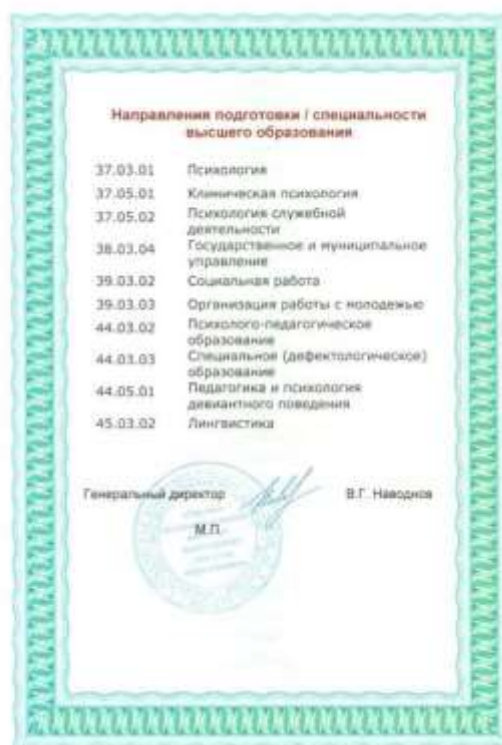 Направления подготовки / специальности
высшего образования
37.03.01 Психология
37.05.01 Клиническая психология
37.05.02 Психология служебной
деятельности
38.03.04 Государственное и муниципальное
управление
39.03.02 Социальная работа
39.03.03 Организация работы с молодежью
44.03.02 Психолого-педагогическое
образование
44.03.03 Специальное (дефектологическое)
образование
44.05.01 Педагогика и психология
девиантного поведения
45.03.02 Лингвистика
Генеральный директор В.Г. Наводнов
М.П.